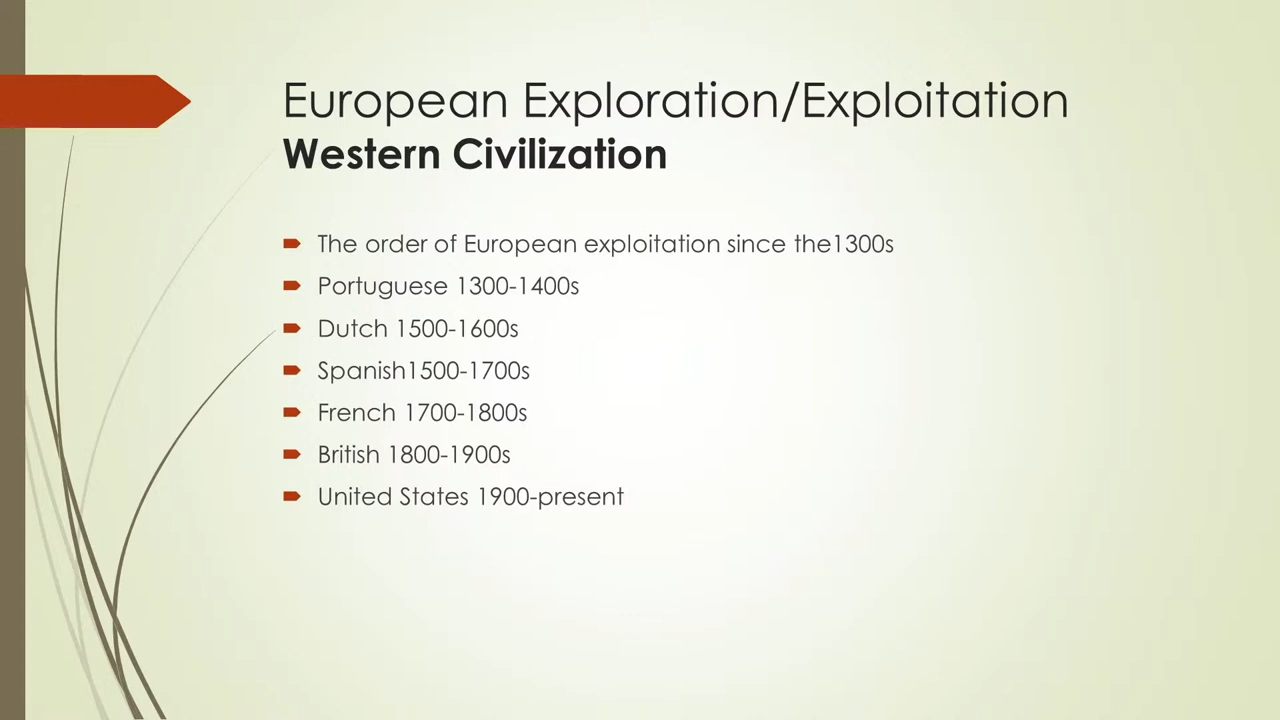 European Exploration/Exploitation
Western Civilization
The order of European exploitation since the1300s
Portuguese 1300-1400s
Dutch 1500-1600s
Spanish1500-1700s
French 1700-1800s
British 1800-1900s
United States 1900-present